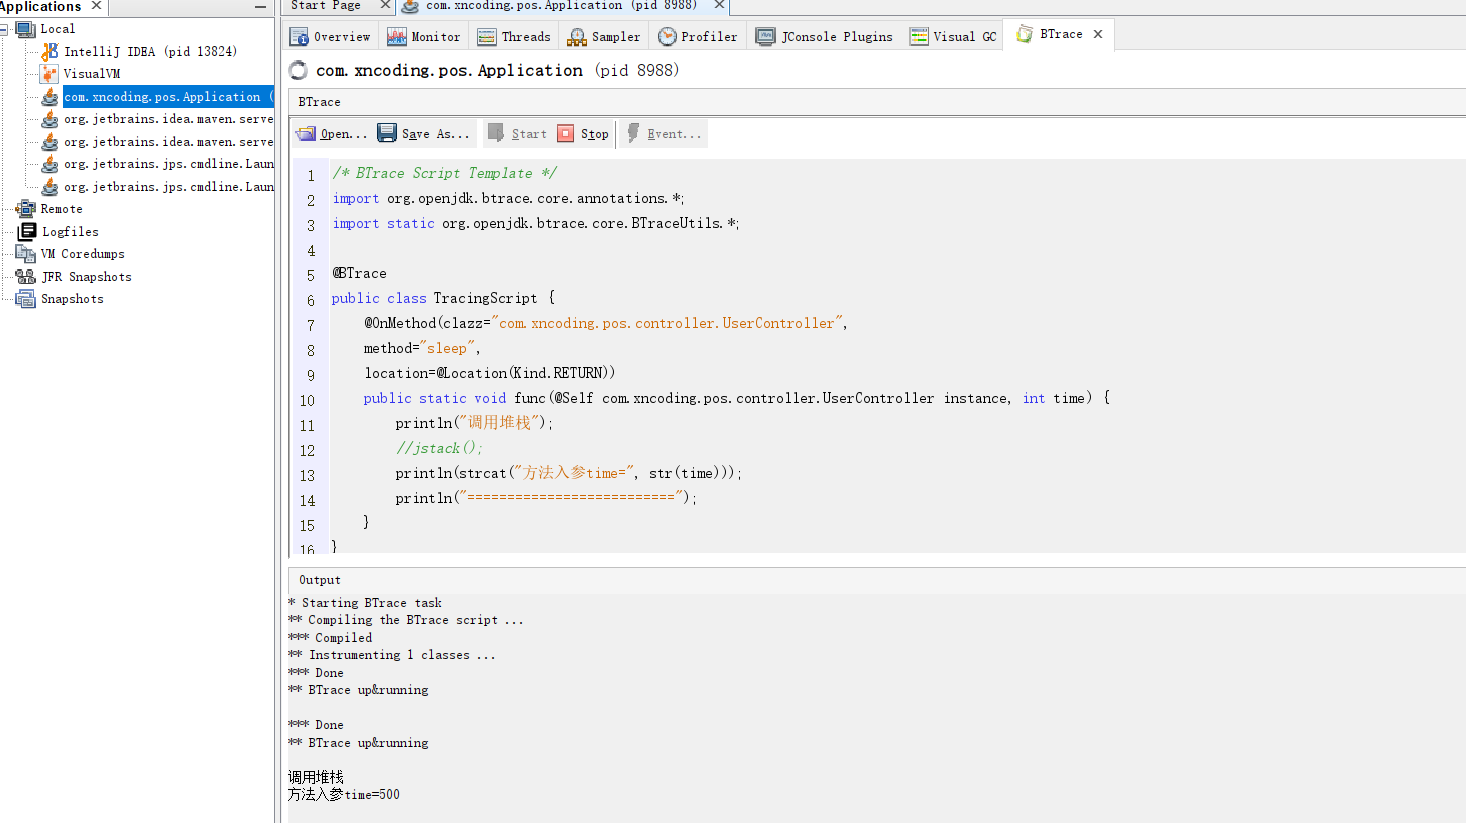 Applications
Start Page
com.xncoding.pos.Application (pid 8988)
Local
IntelliJ IDEA (pid 13824)
VisualVM
com.xncoding.pos.Application (
org.jetbrains.idea.maven.serve
org.jetbrains.idea.maven.serve
org.jetbrains.jps.cmdline.Laun
org.jetbrains.jps.cmdline.Laun
Remote
Logfiles
VM Coredumps
JFR Snapshots
Snapshots
Overview Monitor Threads Sampler Profiler JConsole Plugins Visual GC BTrace
com.xncoding.pos.Application (pid 8988)
BTrace
Open... Save As... Start Stop Event...
1 /* BTrace Script Template */
2 import org.openjdk.btrace.core.annotations.*;
3 import static org.openjdk.btrace.core.BTraceUtils.*;
4
5 @BTrace
6 public class TracingScript {
7 @OnMethod(clazz="com.xncoding.pos.controller.UserController",
8 method="sleep",
9 location=@Location(Kind.RETURN))
10 public static void func(@Self com.xncoding.pos.controller.UserController instance, int time) {
11 println("调用堆栈");
12 //jstack();
13 println(strcat("方法入参time=", str(time)));
14 println("==========================");
15 }
16 }
Output
* Starting BTrace task
** Compiling the BTrace script ...
*** Compiled
** Instrumenting 1 classes ...
*** Done
** BTrace up&running
*** Done
** BTrace up&running
调用堆栈
方法入参time=500